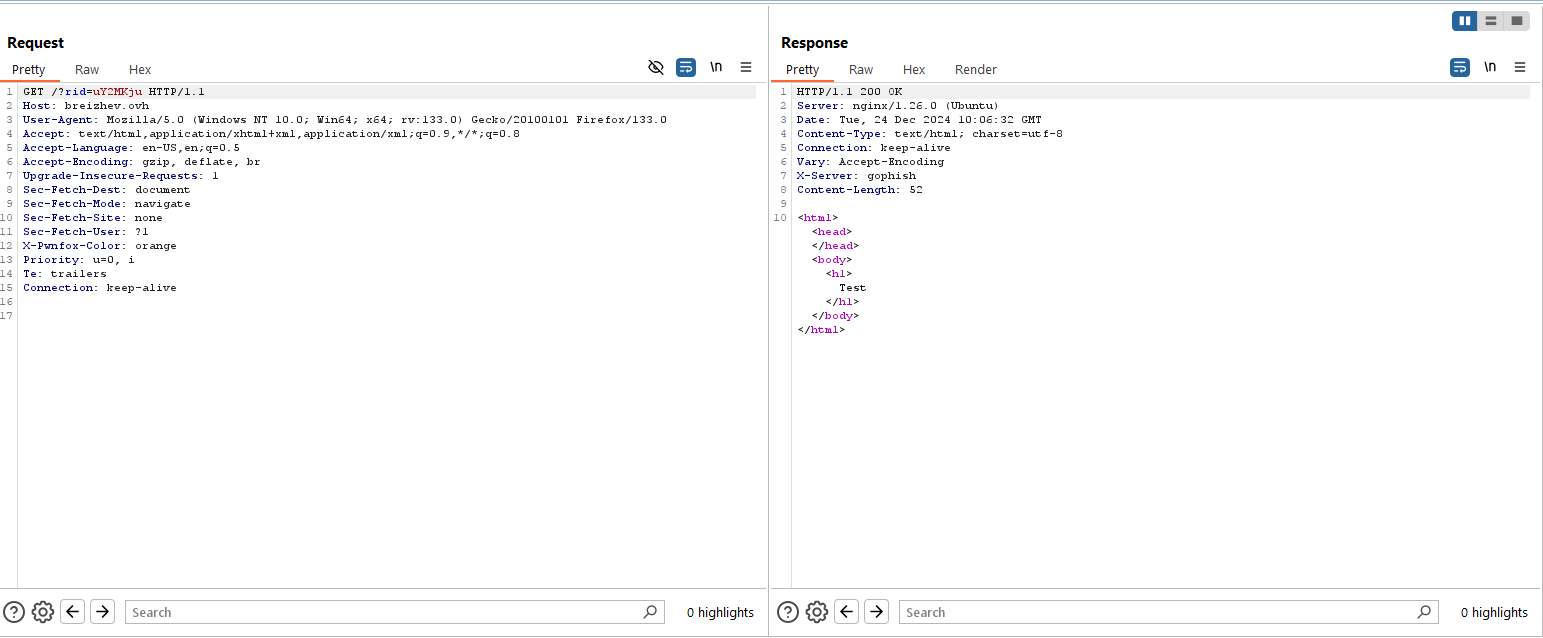 Request
Pretty Raw Hex
\n
1 GET /?rid=uY2MKju HTTP/1.1
2 Host: breizhev.ovh
3 User-Agent: Mozilla/5.0 (Windows NT 10.0; Win64; x64; rv:133.0) Gecko/20100101 Firefox/133.0
4 Accept: text/html,application/xhtml+xml,application/xml;q=0.9,*/*;q=0.8
5 Accept-Language: en-US,en;q=0.5
6 Accept-Encoding: gzip, deflate, br
7 Upgrade-Insecure-Requests: 1
8 Sec-Fetch-Dest: document
9 Sec-Fetch-Mode: navigate
10 Sec-Fetch-Site: none
11 Sec-Fetch-User: ?1
12 X-Pwnfox-Color: orange
13 Priority: u=0, i
14 Te: trailers
15 Connection: keep-alive
16
17
Search
0 highlights
Response
Pretty Raw Hex Render
\n
1 HTTP/1.1 200 OK
2 Server: nginx/1.26.0 (Ubuntu)
3 Date: Tue, 24 Dec 2024 10:06:32 GMT
4 Content-Type: text/html; charset=utf-8
5 Connection: keep-alive
6 Vary: Accept-Encoding
7 X-Server: gophish
8 Content-Length: 52
9
10 <html>
<head>
</head>
<body>
<h1>
Test
</h1>
</body>
</html>
Search
0 highlights